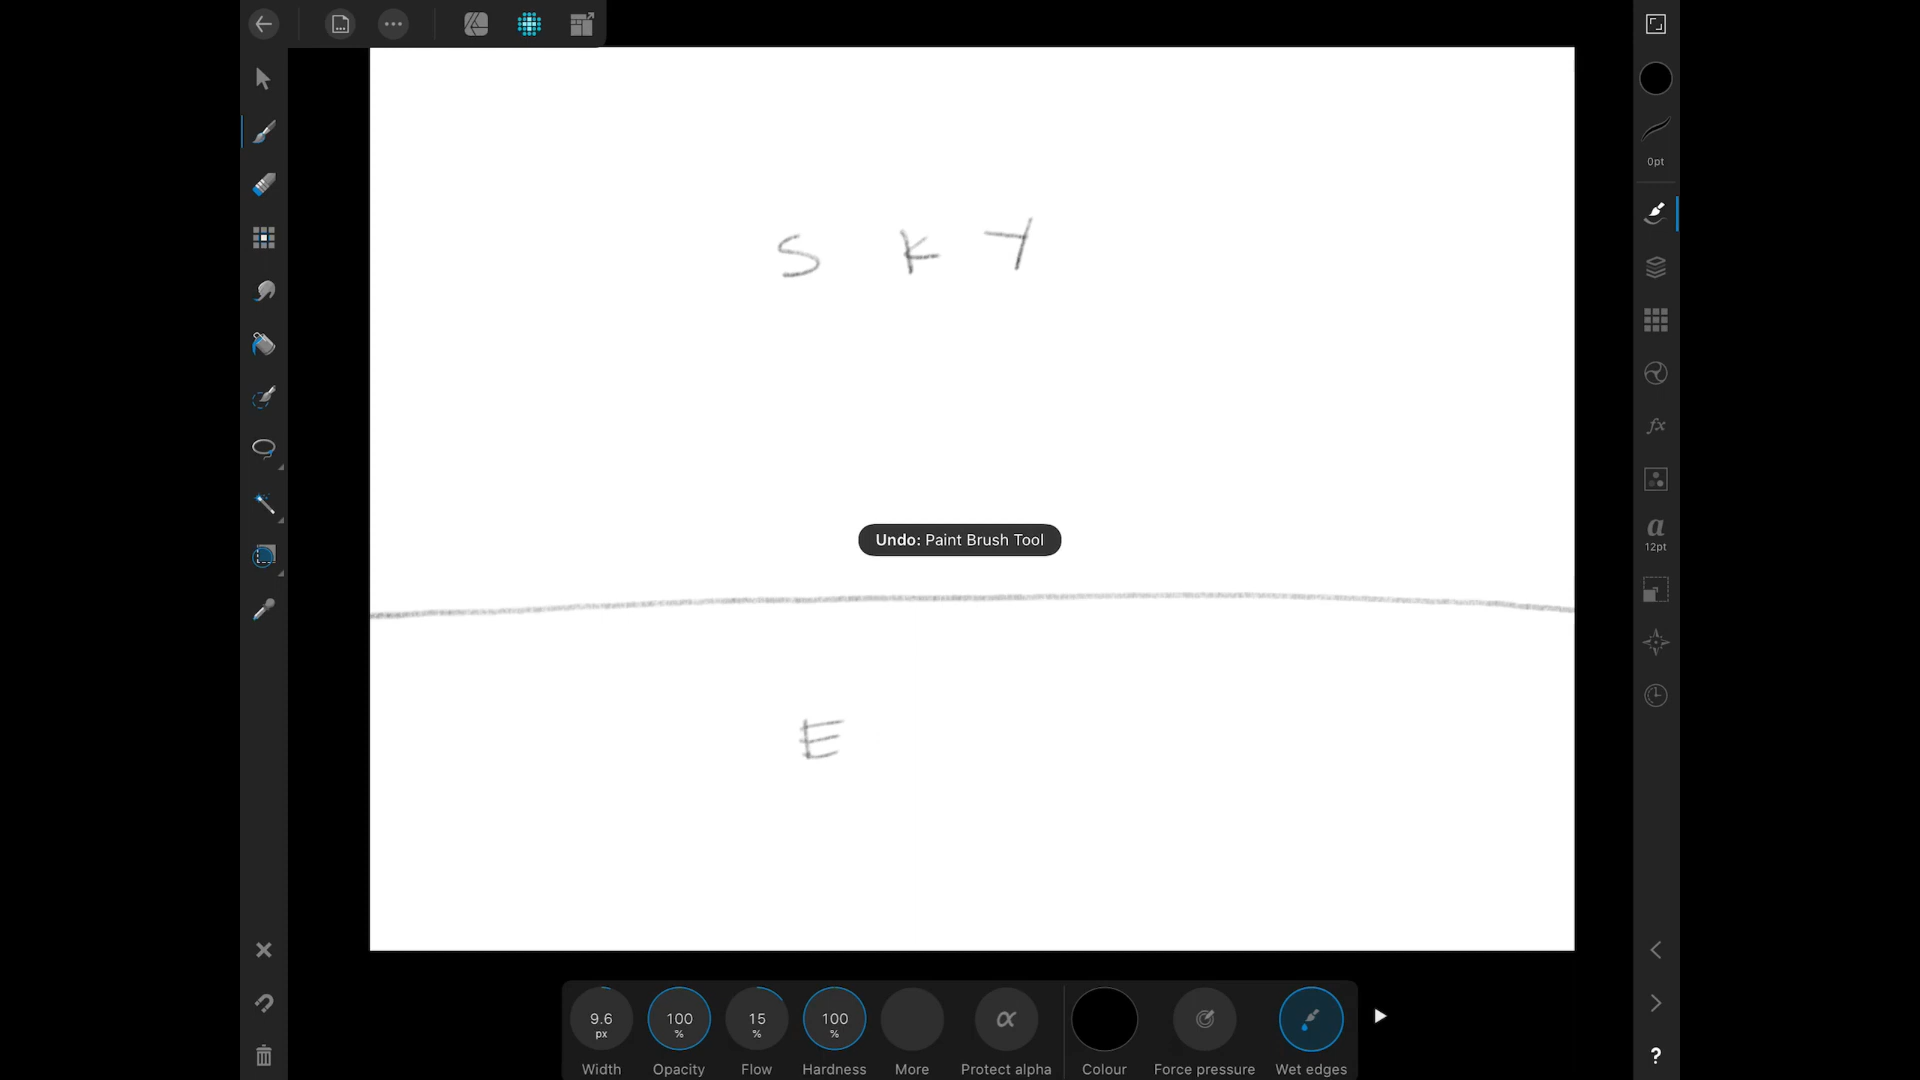 0pt
S K Y
Undo: Paint Brush Tool
a
12pt
fx
E
9.6 px
100 %
15 %
100 %
α
Width
Opacity
Flow
Hardness
More
Protect alpha
Colour
Force pressure
Wet edges
?